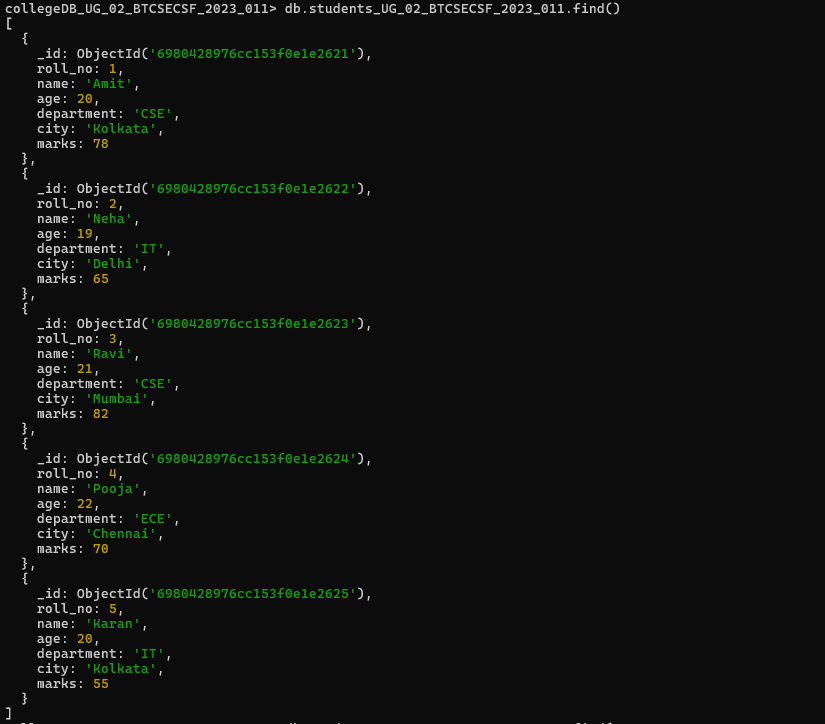 collegeDB_UG_02_BTCSECSF_2023_011> db.students_UG_02_BTCSECSF_2023_011.find()
[
  {
    _id: ObjectId('6980428976cc153f0e1e2621'),
    roll_no: 1,
    name: 'Amit',
    age: 20,
    department: 'CSE',
    city: 'Kolkata',
    marks: 78
  },
  {
    _id: ObjectId('6980428976cc153f0e1e2622'),
    roll_no: 2,
    name: 'Neha',
    age: 19,
    department: 'IT',
    city: 'Delhi',
    marks: 65
  },
  {
    _id: ObjectId('6980428976cc153f0e1e2623'),
    roll_no: 3,
    name: 'Ravi',
    age: 21,
    department: 'CSE',
    city: 'Mumbai',
    marks: 82
  },
  {
    _id: ObjectId('6980428976cc153f0e1e2624'),
    roll_no: 4,
    name: 'Pooja',
    age: 22,
    department: 'ECE',
    city: 'Chennai',
    marks: 70
  },
  {
    _id: ObjectId('6980428976cc153f0e1e2625'),
    roll_no: 5,
    name: 'Karan',
    age: 20,
    department: 'IT',
    city: 'Kolkata',
    marks: 55
  }
]